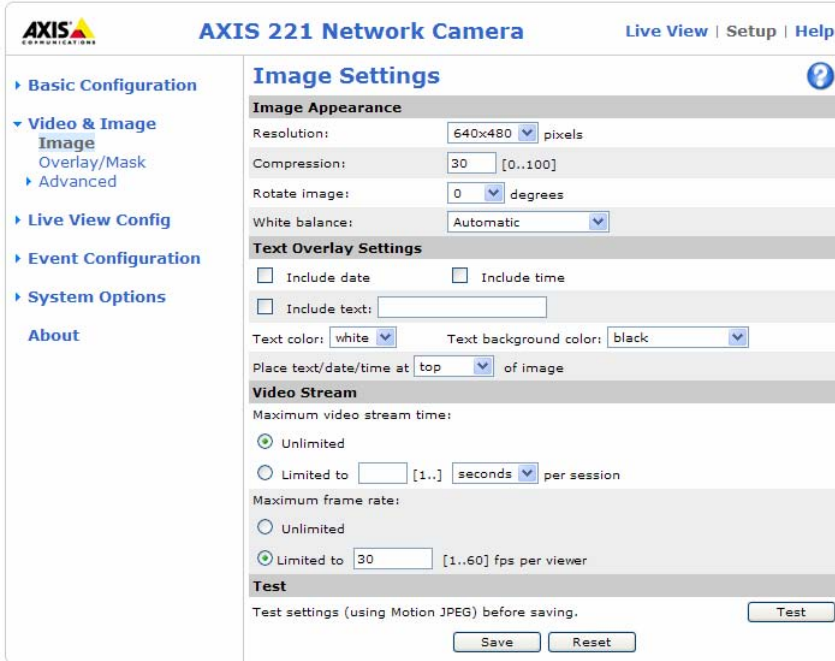 AXIS
COMMUNICATIONS
AXIS 221 Network Camera
Live View | Setup | Help
Basic Configuration
Video & Image
Image
Overlay/Mask
Advanced
Live View Config
Event Configuration
System Options
About
Image Settings
?
Image Appearance
Resolution: 640x480 pixels
Compression: 30 [0..100]
Rotate image: 0 degrees
White balance: Automatic
Text Overlay Settings
Include date Include time
Include text:
Text color: white Text background color: black
Place text/date/time at top of image
Video Stream
Maximum video stream time:
Unlimited
Limited to [1..] seconds per session
Maximum frame rate:
Unlimited
Limited to 30 [1..60] fps per viewer
Test
Test settings (using Motion JPEG) before saving. Test
Save Reset